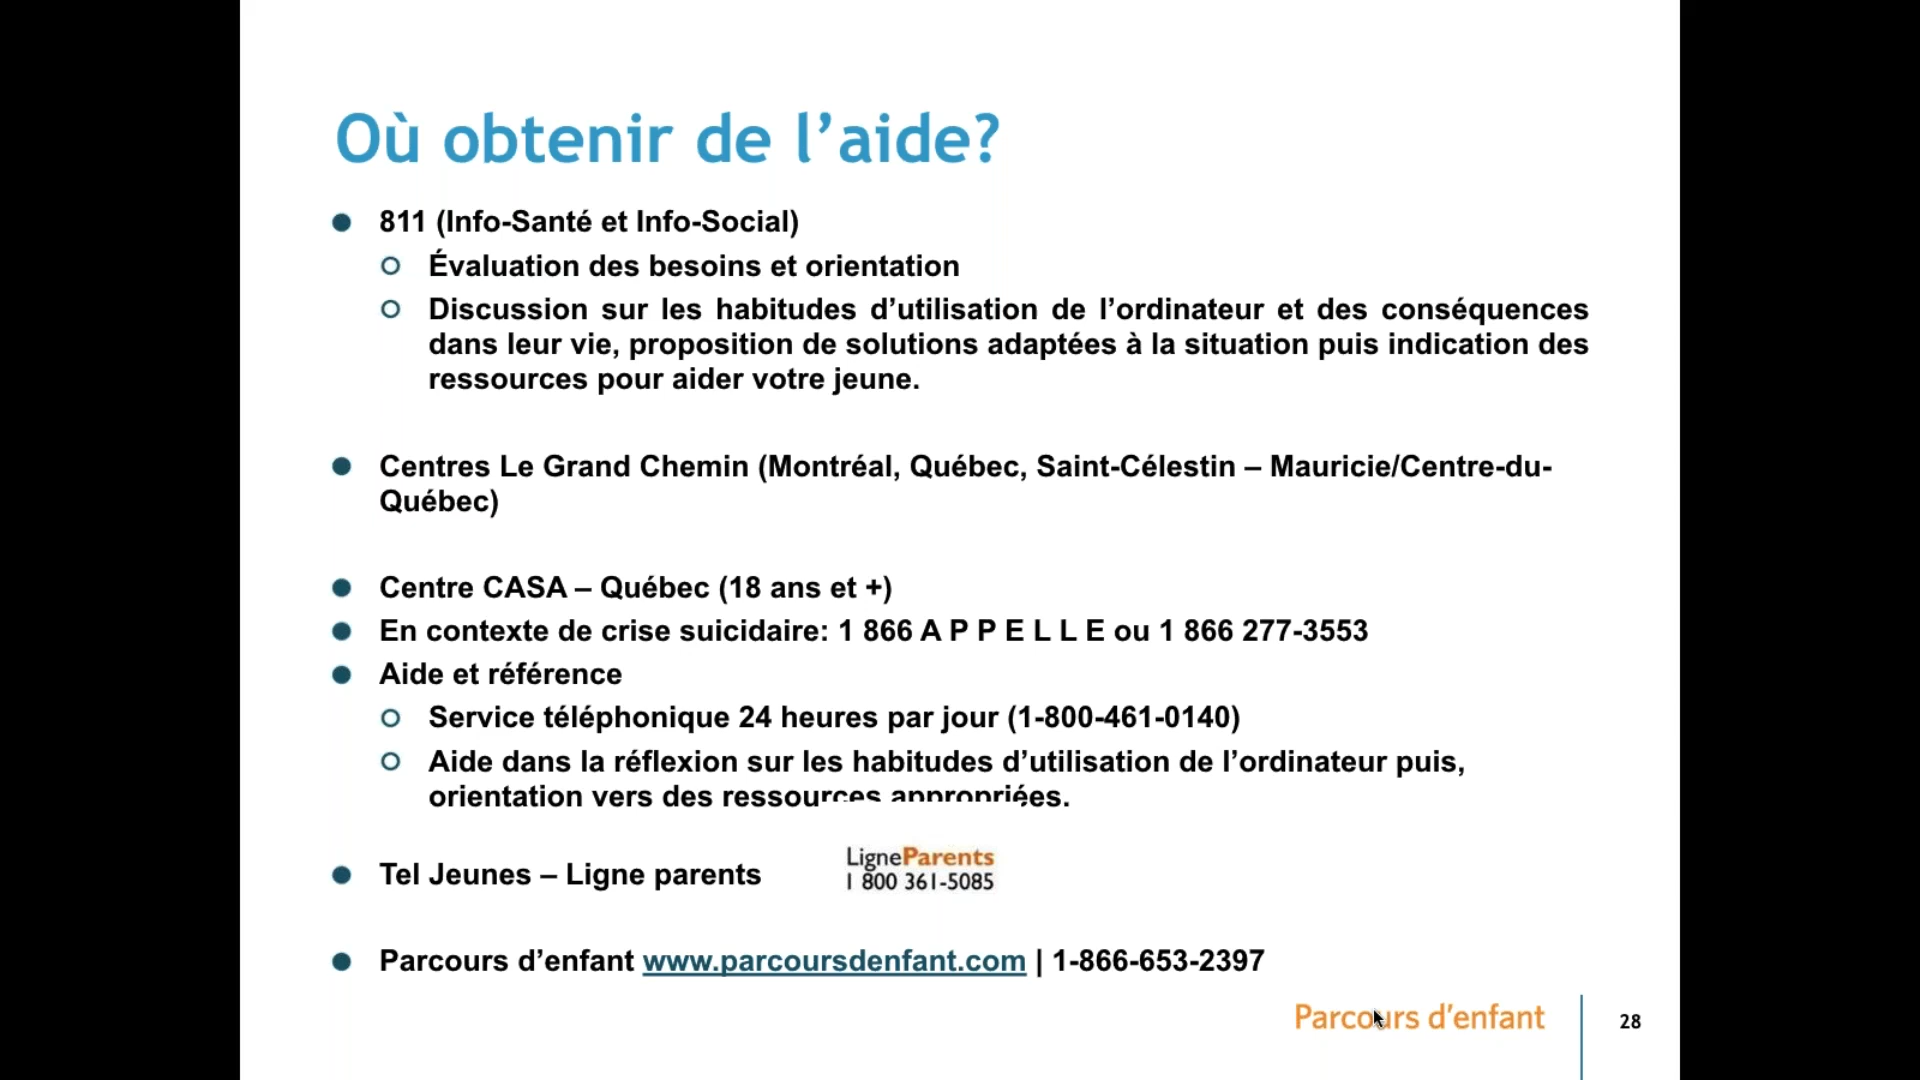 Où obtenir de l’aide?
811 (Info-Santé et Info-Social)
Évaluation des besoins et orientation
Discussion sur les habitudes d’utilisation de l’ordinateur et des conséquences
dans leur vie, proposition de solutions adaptées à la situation puis indication des
ressources pour aider votre jeune.
Centres Le Grand Chemin (Montréal, Québec, Saint-Célestin – Mauricie/Centre-du-
Québec)
Centre CASA – Québec (18 ans et +)
En contexte de crise suicidaire: 1 866 A P P E L L E ou 1 866 277-3553
Aide et référence
Service téléphonique 24 heures par jour (1-800-461-0140)
Aide dans la réflexion sur les habitudes d’utilisation de l’ordinateur puis,
orientation vers des ressources appropriées.
LigneParents
Tel Jeunes – Ligne parents
1 800 361-5085
Parcours d’enfant www.parcoursdenfant.com | 1-866-653-2397
Parcours d’enfant
28